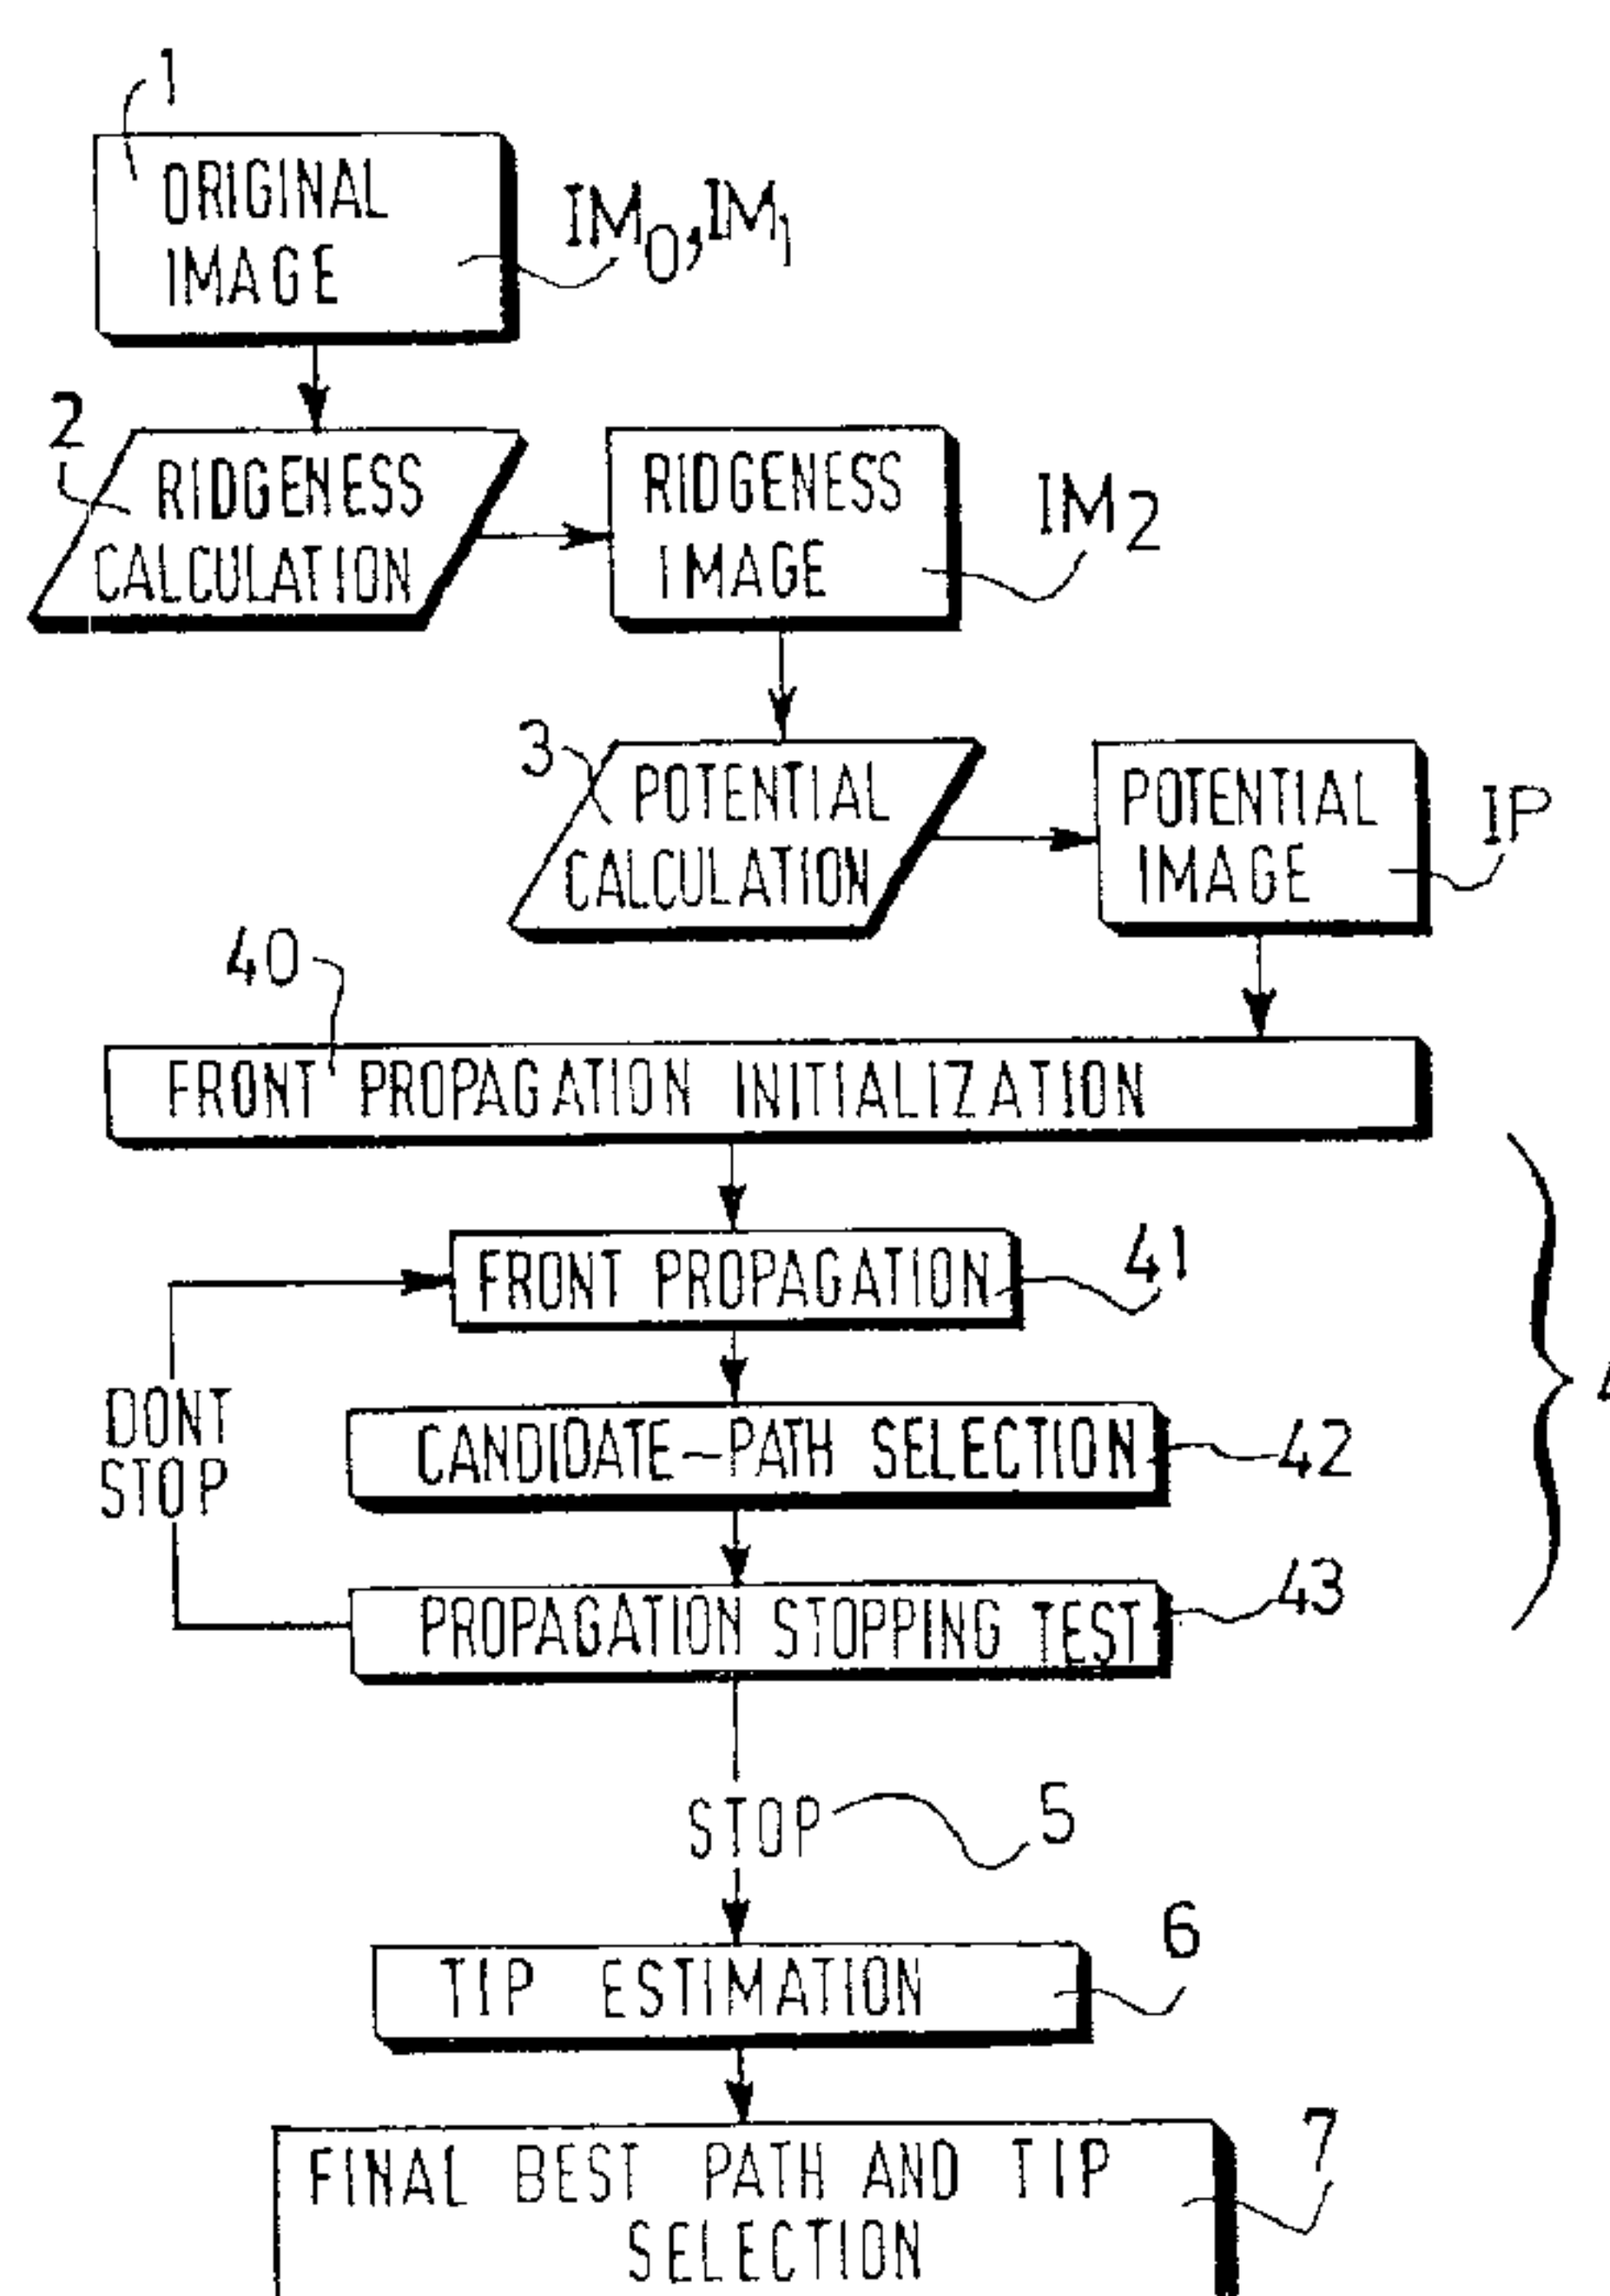 1
ORIGINAL
IMAGE
IM0, IM1
2
RIDGENESS
CALCULATION
RIDGENESS
IMAGE
IM2
3
POTENTIAL
CALCULATION
POTENTIAL
IMAGE
IP
40
FRONT PROPAGATION INITIALIZATION
FRONT PROPAGATION
41
DONT
STOP
CANDIDATE-PATH SELECTION
42
PROPAGATION STOPPING TEST
43
STOP
5
TIP ESTIMATION
6
FINAL BEST PATH AND TIP
SELECTION
7